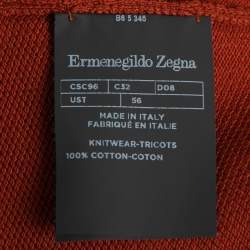 B6 5 345
Ermenegildo Zegna
CSC96 C32 D08
UST 56
MADE IN ITALY
FABRIQUÉ EN ITALIE
KNITWEAR-TRICOTS
100% COTTON-COTON